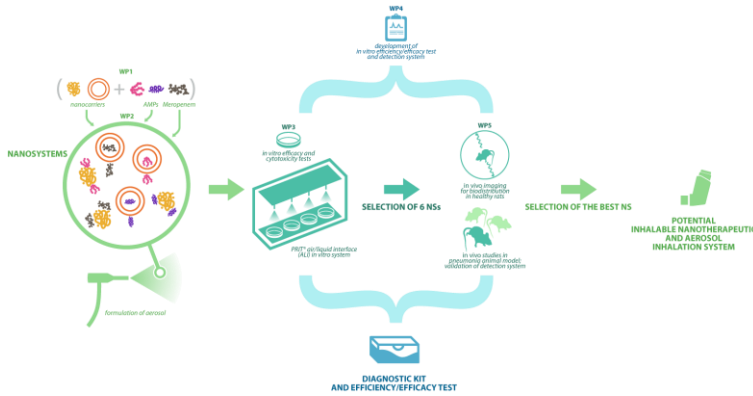 WP4
development of
in vitro efficiency/efficacy test
and detection system
WP1
nanocarriers
AMPs
Meropenem
WP2
NANOSYSTEMS
formulation of aerosol
WP3
in vitro efficacy and
cytotoxicity tests
PRIT® air/liquid interface
(ALI) in vitro system
SELECTION OF 6 NSs
WP5
in vivo imaging
for biodistribution
in healthy rats
In vivo studies in
pneumonia animal model:
validation of detection system
SELECTION OF THE BEST NS
POTENTIAL
INHALABLE NANOTHERAPEUTIC
AND AEROSOL
INHALATION SYSTEM
DIAGNOSTIC KIT
AND EFFICIENCY/EFFICACY TEST